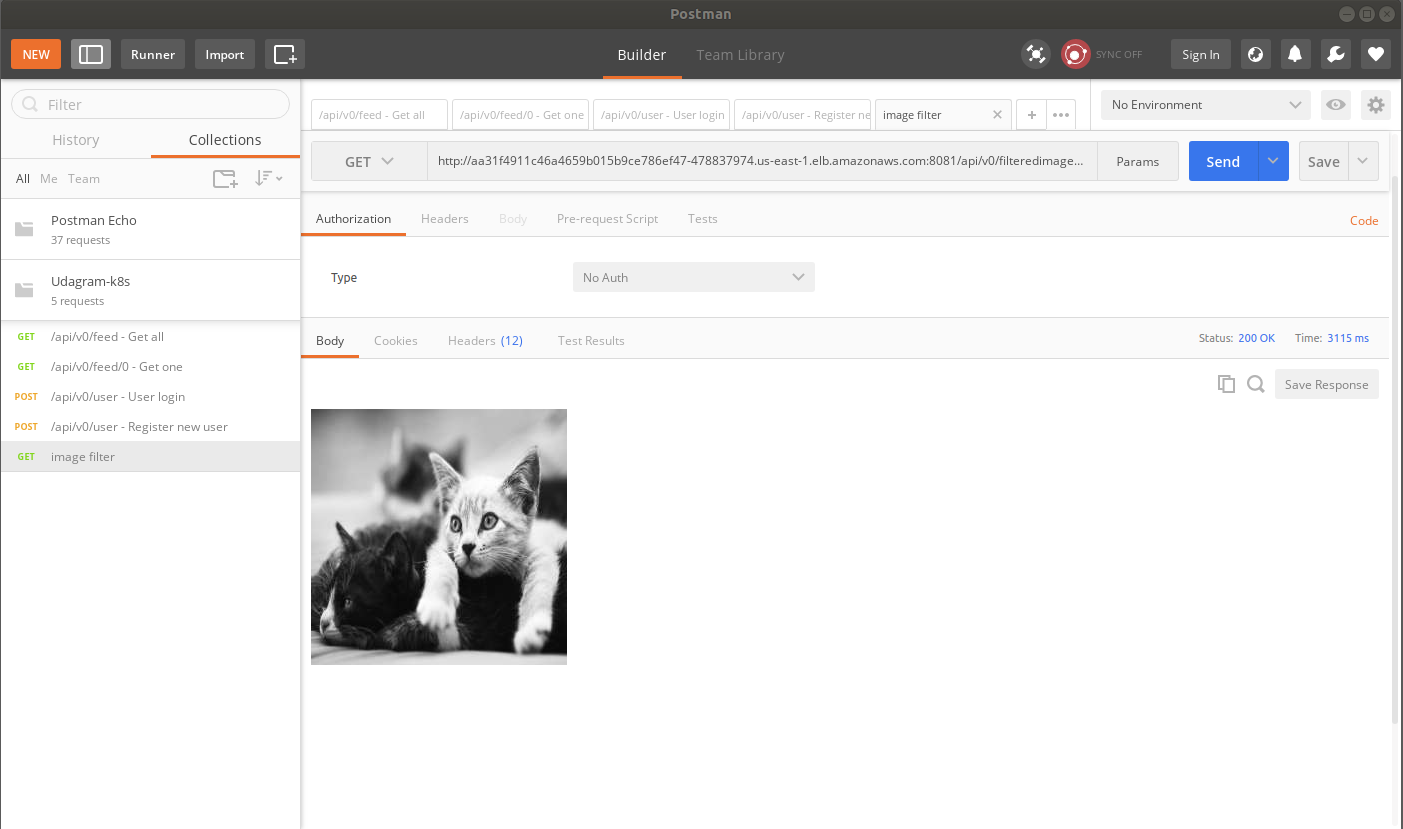 Postman
NEW Runner Import Builder Team Library SYNC OFF Sign In
Filter
History Collections
All Me Team
Postman Echo
37 requests
Udagram-k8s
5 requests
GET /api/v0/feed - Get all
GET /api/v0/feed/0 - Get one
POST /api/v0/user - User login
POST /api/v0/user - Register new user
GET image filter
/api/v0/feed - Get all /api/v0/feed/0 - Get one /api/v0/user - User login /api/v0/user - Register ne image filter
No Environment
GET http://aa31f4911c46a4659b015b9ce786ef47-478837974.us-east-1.elb.amazonaws.com:8081/api/v0/filteredimage... Params Send Save
Authorization Headers Body Pre-request Script Tests Code
Type No Auth
Body Cookies Headers (12) Test Results Status: 200 OK Time: 3115 ms
Save Response